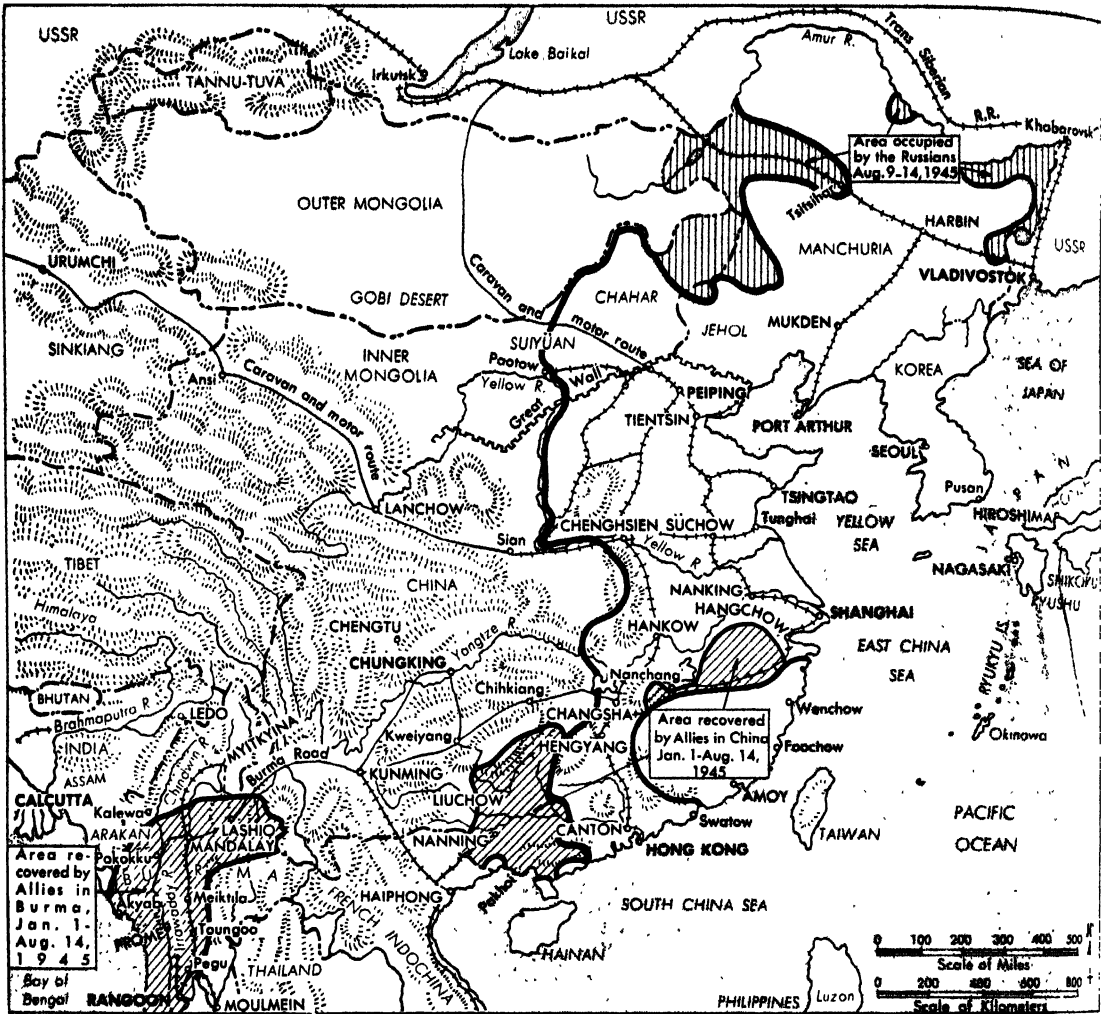 USSR
USSR
Amur R.
Trans Siberian
R.R.
Lake Baikal
TANNU-TUVA
Irkutsk
Khabarovsk
Area occupied
by the Russians
Aug. 9-14, 1945
OUTER MONGOLIA
Tsitsihar
HARBIN
MANCHURIA
USSR
URUMCHI
VLADIVOSTOK
GOBI DESERT
Caravan and motor route
CHAHAR
JEHOL
MUKDEN
SUIYUAN
SINKIANG
INNER
MONGOLIA
Paotow
Ansi
Caravan and motor route
Yellow R.
Great Wall
PEIPING
KOREA
SEA OF
JAPAN
TIENTSIN
PORT ARTHUR
SEOUL
LANCHOW
TSINGTAO
Pusan
JAPAN
CHENGHSIEN
SUCHOW
Tunghai
YELLOW
SEA
HIROSHIMA
Sian
Yellow R.
TIBET
CHINA
NAGASAKI
SHIKOKU
KYUSHU
NANKING
HANGCHOW
SHANGHAI
Himalaya
CHENGTU
HANKOW
EAST CHINA
SEA
Yangtze R.
CHUNGKING
Nanchang
RYUKYU IS.
BHUTAN
Chihkiang
Brahmaputra R.
LEDO
CHANGSHA
Wenchow
Area recovered
by Allies in China
Jan. 1-Aug. 14,
1945
Okinawa
INDIA
MYITKYINA
Kweiyang
HENGYANG
Foochow
ASSAM
Chindwin R.
Burma Road
KUNMING
CALCUTTA
Kalewa
LIUCHOW
AMOY
PACIFIC
OCEAN
ARAKAN
LASHIO
MANDALAY
NANNING
CANTON
Swatow
TAIWAN
HONG KONG
Area re-
covered by
Allies in
Burma,
Jan. 1-
Aug. 14,
1945
Pakokku
BURMA
Akyab
Meiktila
HAIPHONG
Pakhoi
SOUTH CHINA SEA
PROME
Irrawaddy R.
Toungoo
FRENCH INDOCHINA
HAINAN
Pegu
THAILAND
Bay of
Bengal
RANGOON
MOULMEIN
PHILIPPINES
Luzon
0 100 200 300 400 500
Scale of Miles
0 200 400 600 800
Scale of Kilometers